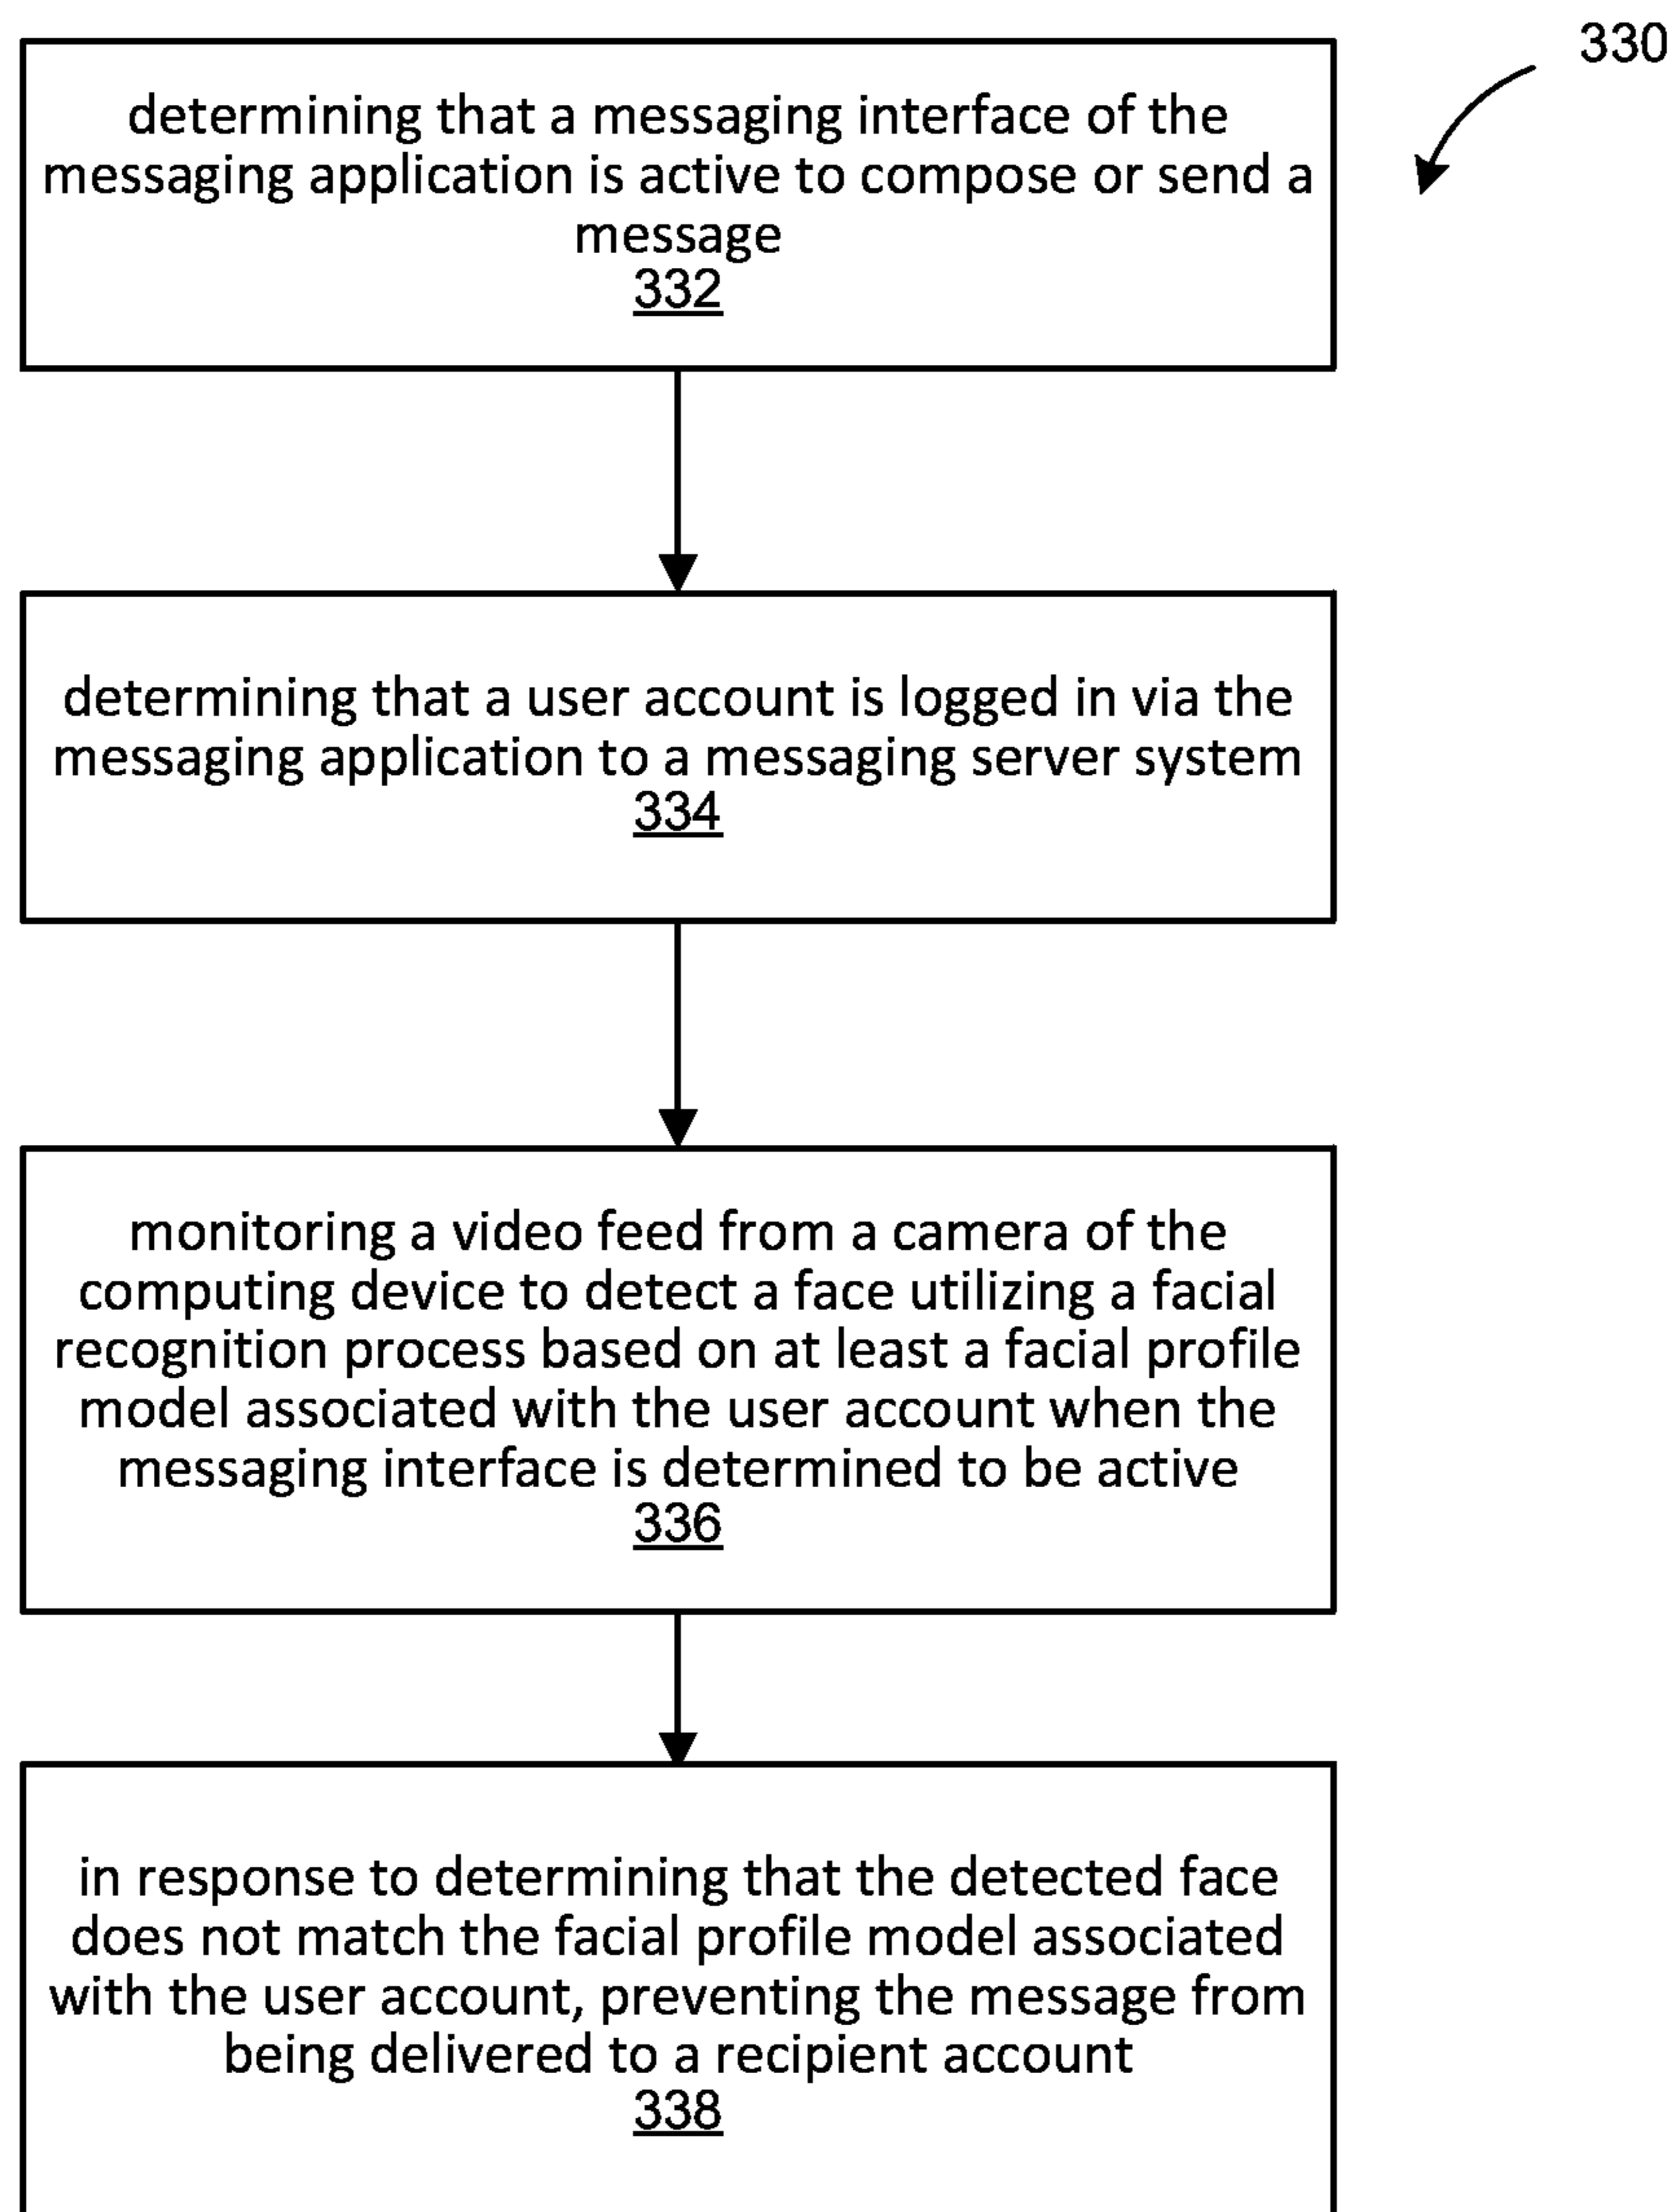 330
determining that a messaging interface of the
messaging application is active to compose or send a
message
332
determining that a user account is logged in via the
messaging application to a messaging server system
334
monitoring a video feed from a camera of the
computing device to detect a face utilizing a facial
recognition process based on at least a facial profile
model associated with the user account when the
messaging interface is determined to be active
336
in response to determining that the detected face
does not match the facial profile model associated
with the user account, preventing the message from
being delivered to a recipient account
338